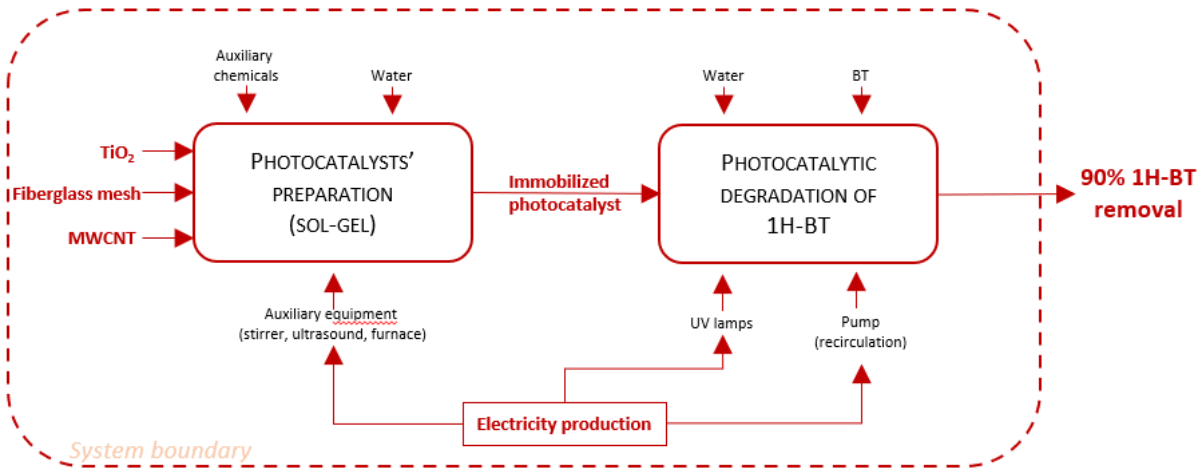 Auxiliary
chemicals
Water
Water
BT
TiO₂
Fiberglass mesh
MWCNT
PHOTOCATALYSTS'
PREPARATION
(SOL-GEL)
Immobilized
photocatalyst
PHOTOCATALYTIC
DEGRADATION OF
1H-BT
90% 1H-BT
removal
Auxiliary equipment
(stirrer, ultrasound, furnace)
UV lamps
Pump
(recirculation)
Electricity production
System boundary